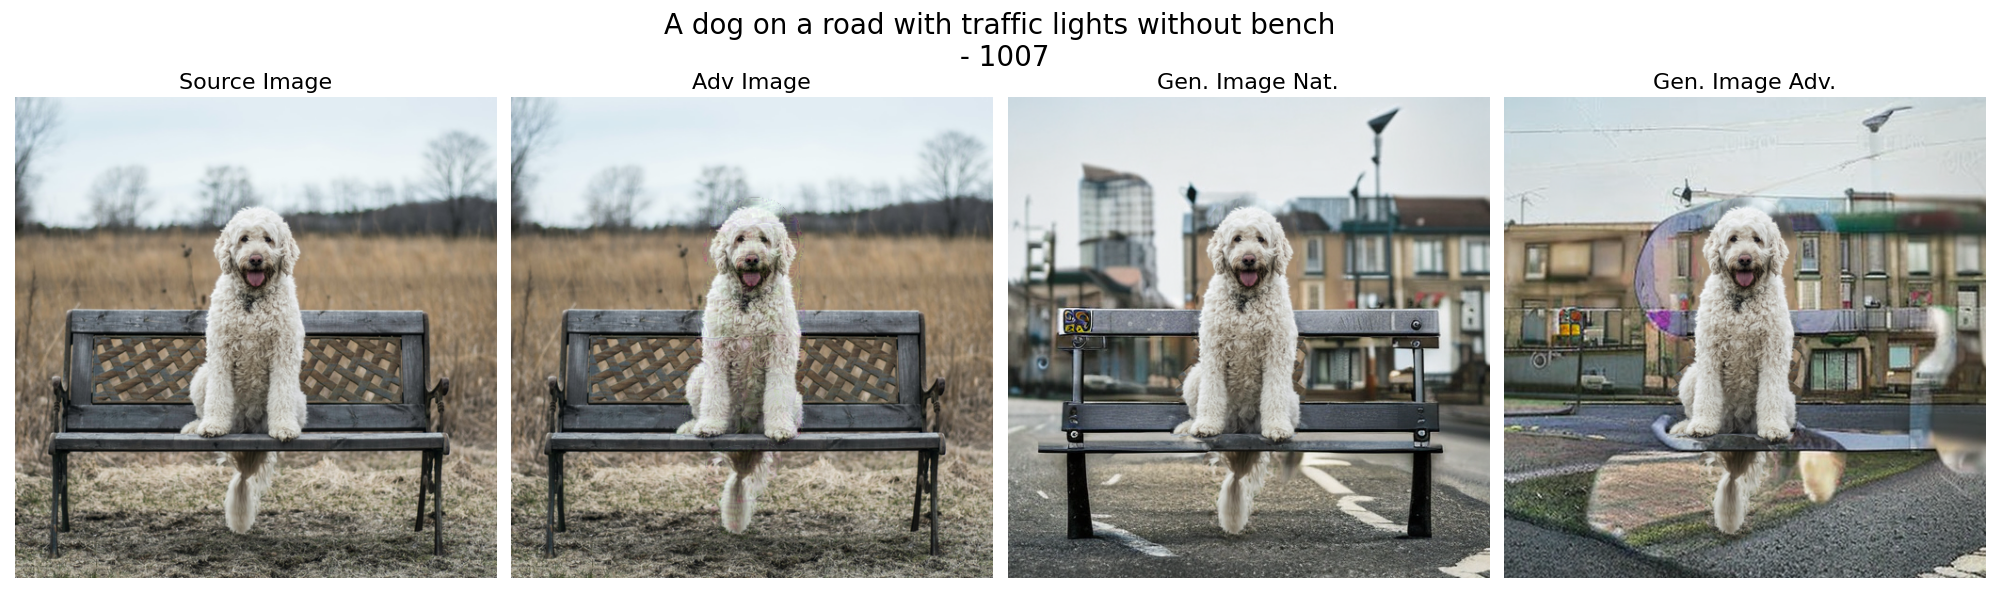 A dog on a road with traffic lights without bench
- 1007
Source Image
Adv Image
Gen. Image Nat.
Gen. Image Adv.